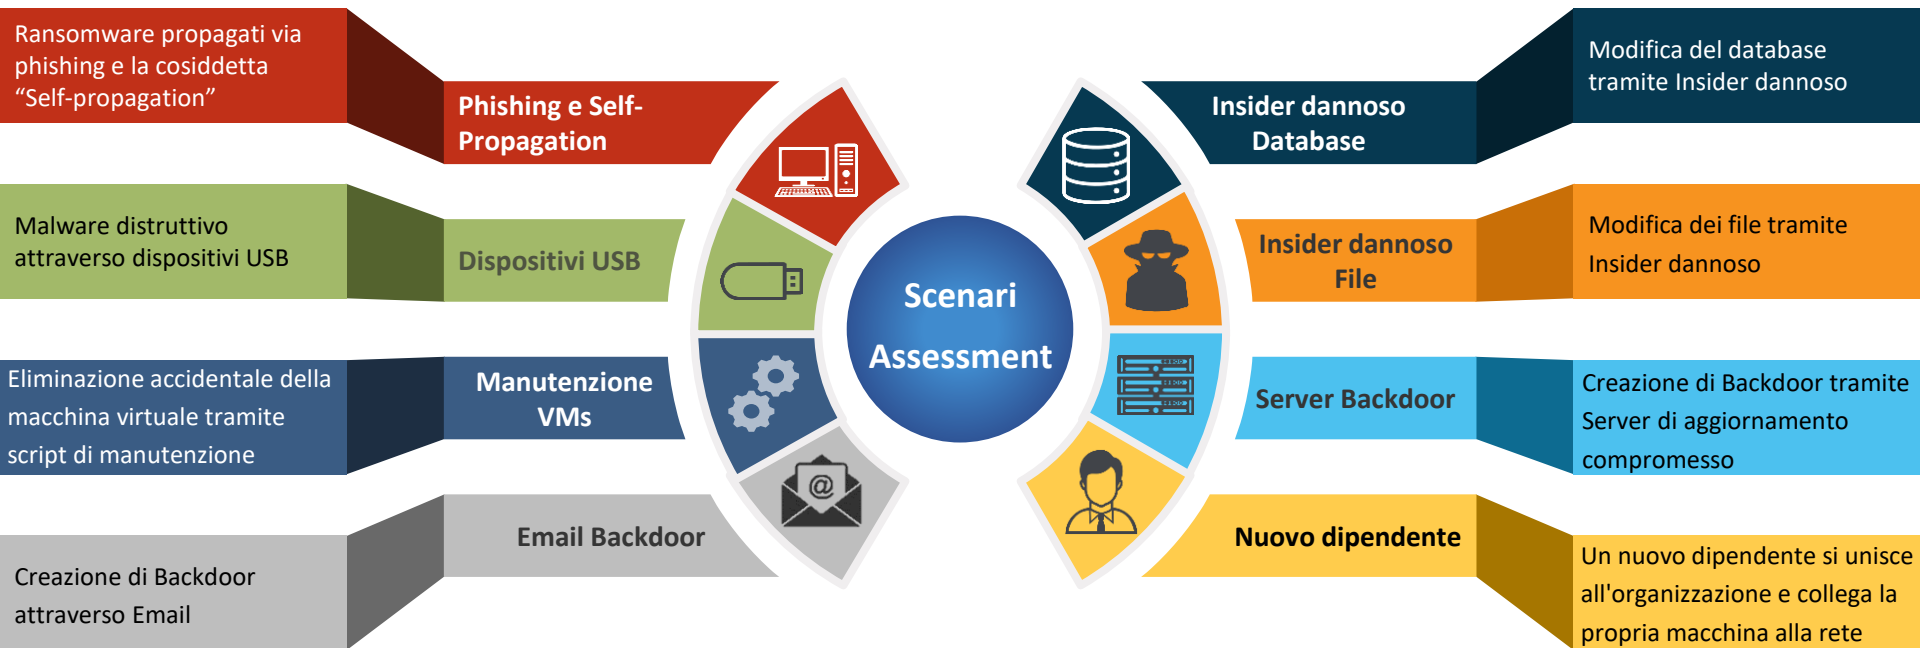 Ransomware propagati via
phishing e la cosiddetta
“Self-propagation”
Phishing e Self-
Propagation
Malware distruttivo
attraverso dispositivi USB
Dispositivi USB
Eliminazione accidentale della
macchina virtuale tramite
script di manutenzione
Manutenzione
VMs
Creazione di Backdoor
attraverso Email
Email Backdoor
@
Scenari
Assessment
Insider dannoso
Database
Modifica del database
tramite Insider dannoso
Insider dannoso
File
Modifica dei file tramite
Insider dannoso
Server Backdoor
Creazione di Backdoor tramite
Server di aggiornamento
compromesso
Nuovo dipendente
Un nuovo dipendente si unisce
all'organizzazione e collega la
propria macchina alla rete